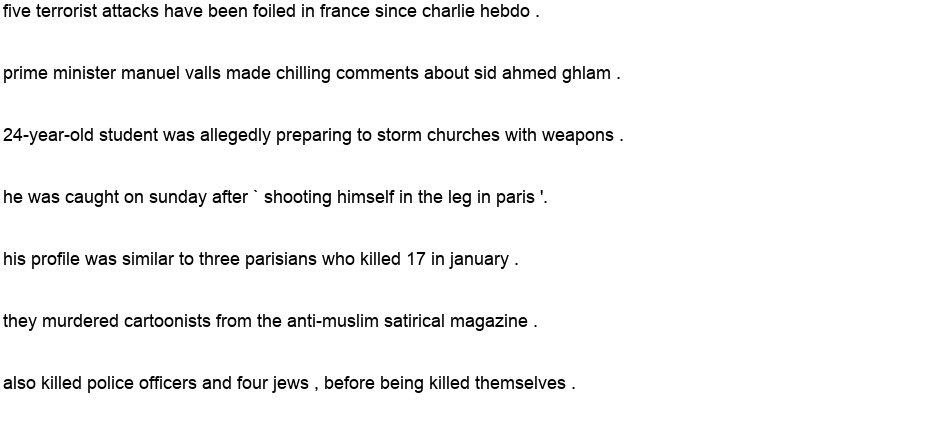 five terrorist attacks have been foiled in france since charlie hebdo .
prime minister manuel valls made chilling comments about sid ahmed ghlam .
24-year-old student was allegedly preparing to storm churches with weapons .
he was caught on sunday after ` shooting himself in the leg in paris '.
his profile was similar to three parisians who killed 17 in january .
they murdered cartoonists from the anti-muslim satirical magazine .
also killed police officers and four jews , before being killed themselves .